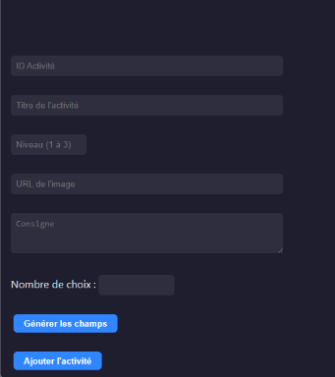 ID Activité
Titre de l'activité
Niveau (1 à 3)
URL de l'image
Consigne
Nombre de choix :
Générer les champs
Ajouter l'activité